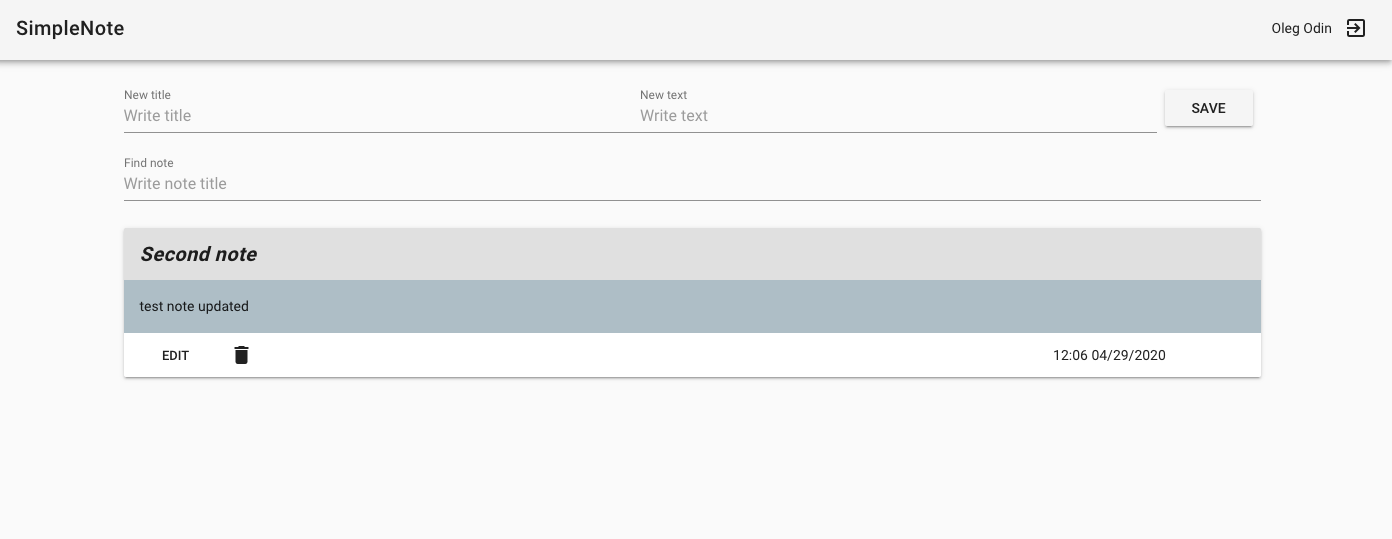 SimpleNote
Oleg Odin
New title
Write title
New text
Write text
SAVE
Find note
Write note title
Second note
test note updated
EDIT
12:06 04/29/2020